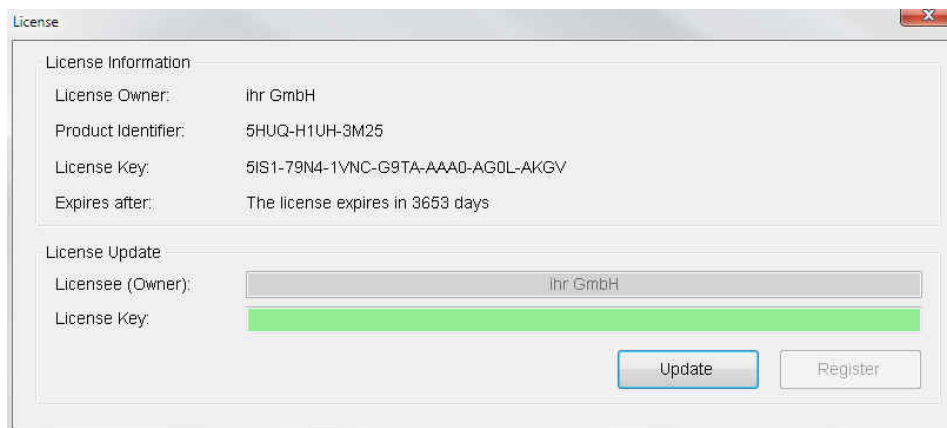 License
License Information
License Owner: ihr GmbH
Product Identifier: 5HUQ-H1UH-3M25
License Key: 5IS1-79N4-1VNC-G9TA-AAA0-AG0L-AKGV
Expires after: The license expires in 3653 days
License Update
Licensee (Owner): ihr GmbH
License Key:
Update Register